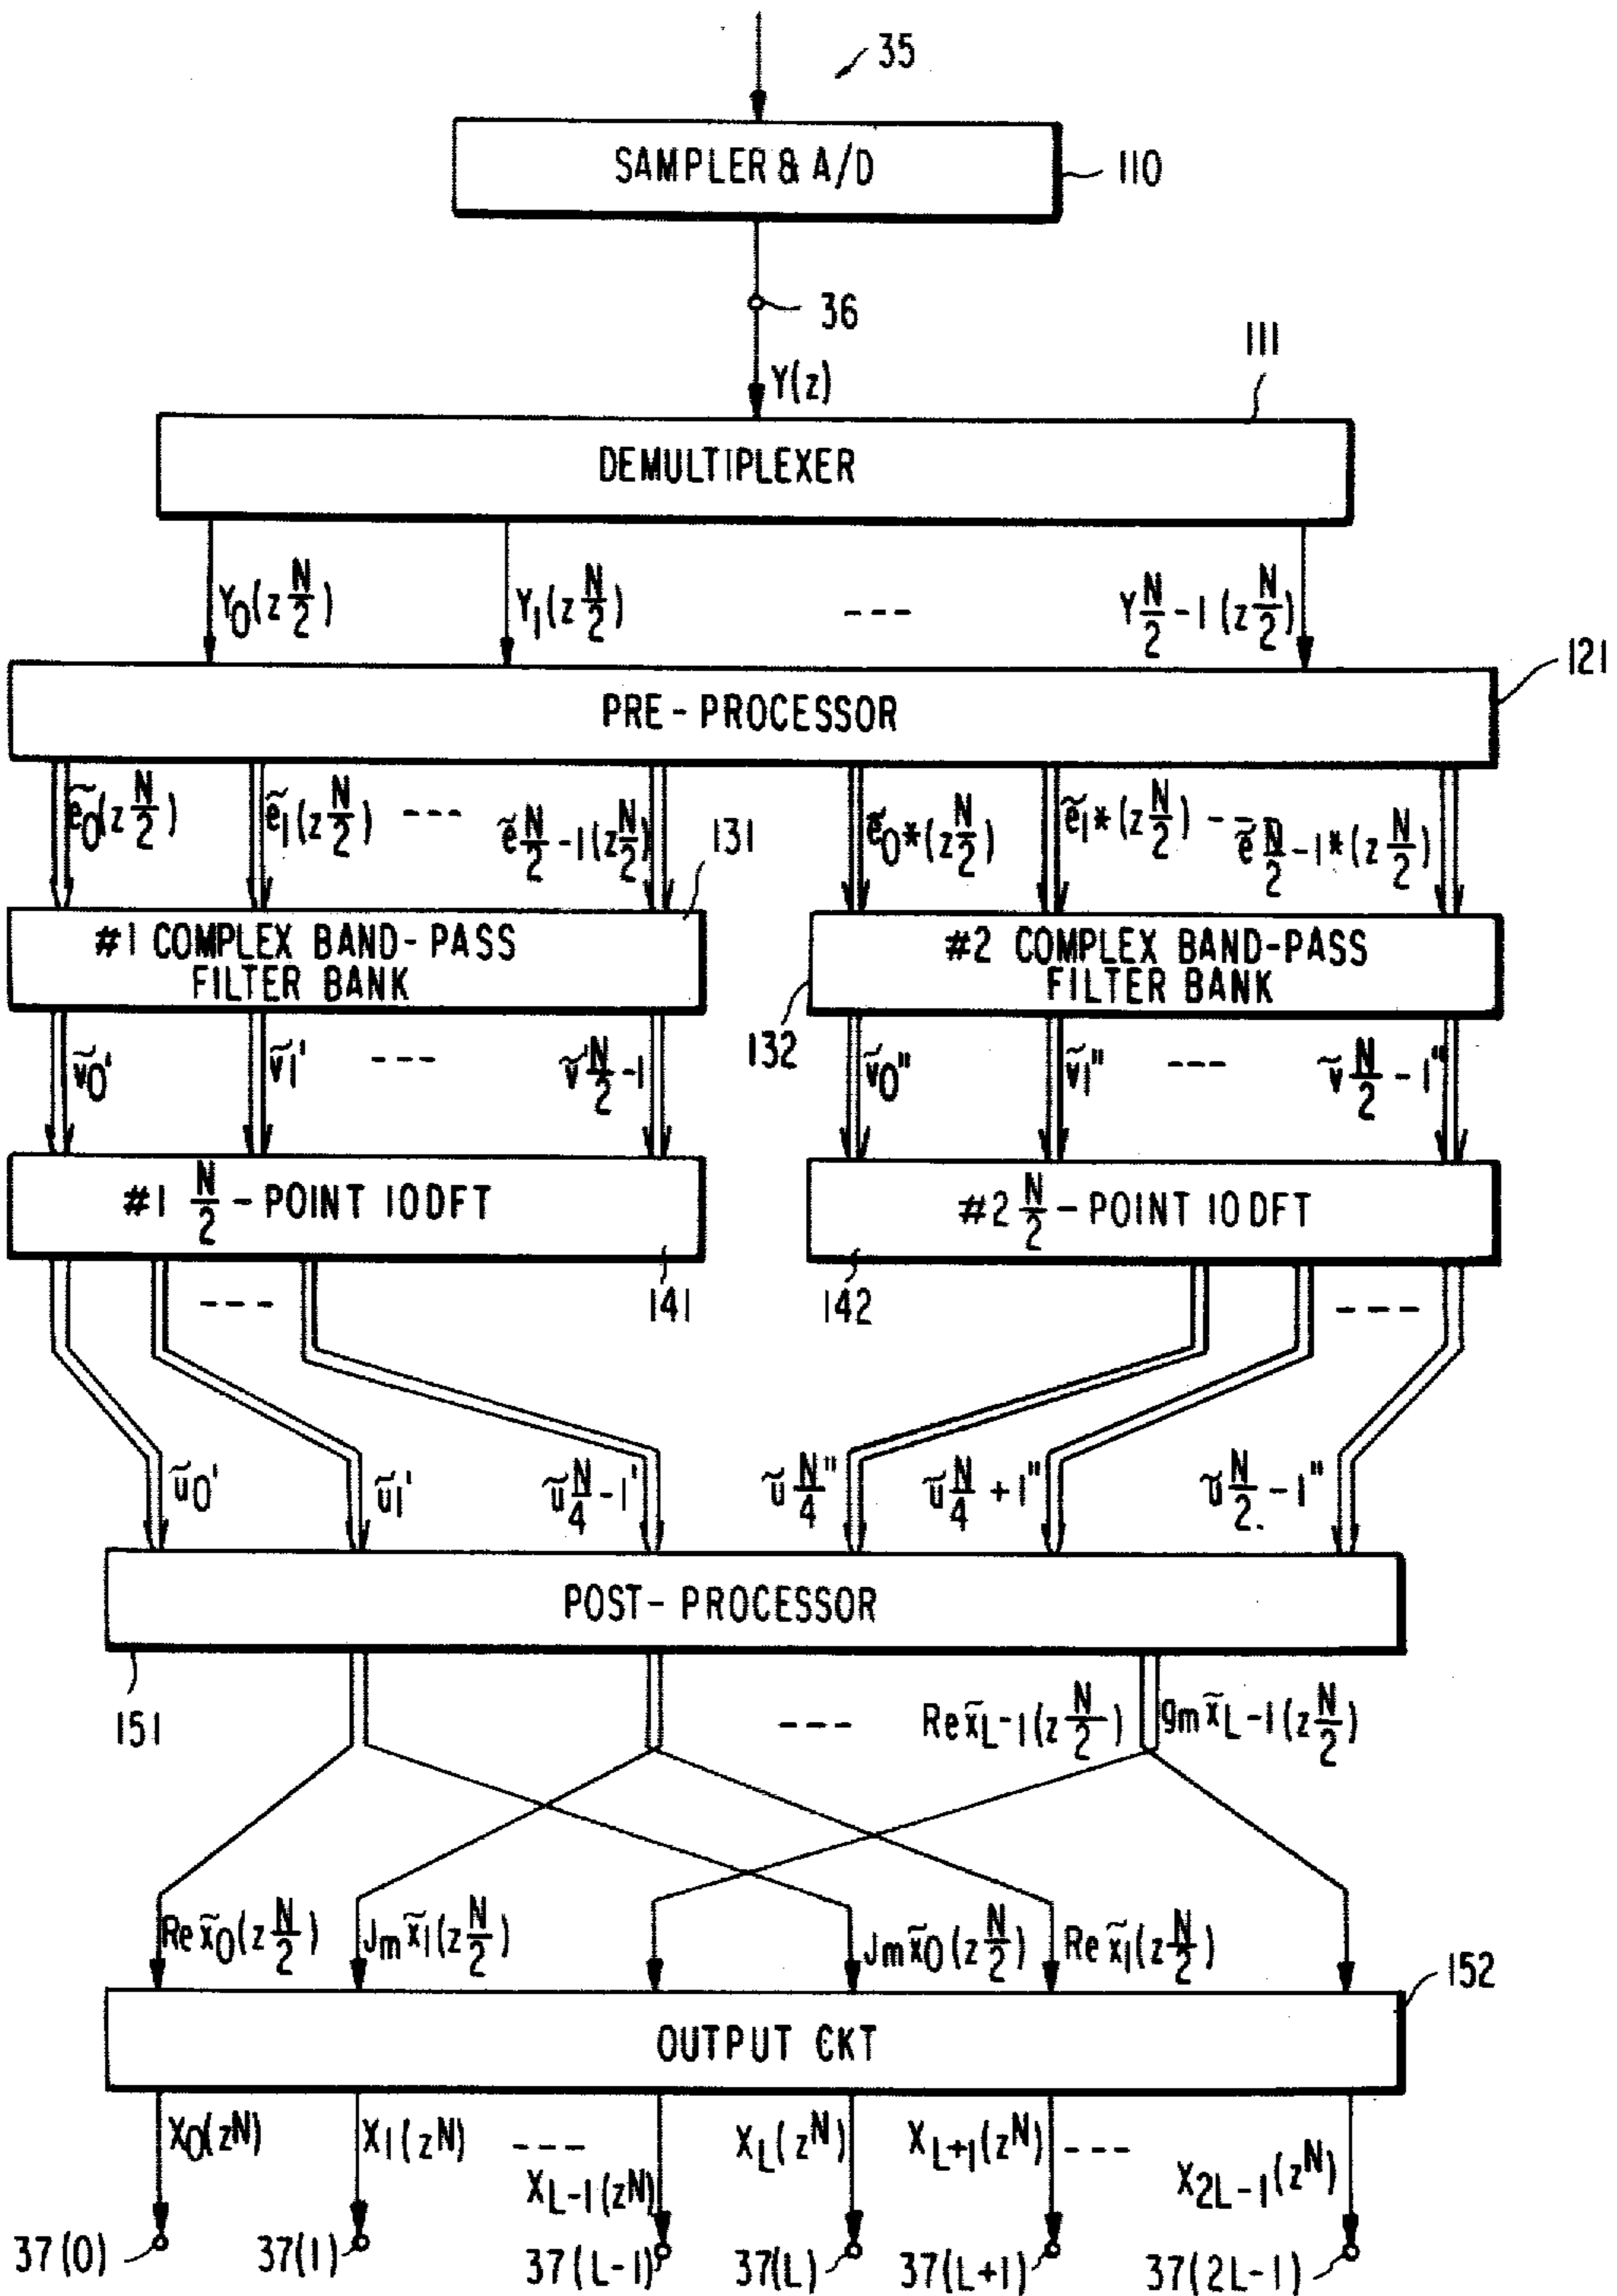 35
SAMPLER & A/D
110
36
Y(z)
111
DEMULTIPLEXER
Y0(z N/2) Y1(z N/2) --- Y N/2 -1 (z N/2)
121
PRE-PROCESSOR
ẽ0(z N/2) ẽ1(z N/2) --- ẽ N/2 -1(z N/2) ẽ0*(z N/2) ẽ1*(z N/2) --- ẽ N/2 -1*(z N/2)
131
#1 COMPLEX BAND-PASS
FILTER BANK
#2 COMPLEX BAND-PASS
FILTER BANK
132
ṽ0' ṽ1' --- ṽ' N/2 -1 ṽ0" ṽ1" --- ṽ N/2 -1"
#1 N/2 -POINT IODFT
#2 N/2 -POINT IODFT
141
142
---
---
ũ0' ũ1' ũ N/4 -1' ũ N/4" ũ N/4 +1" ũ N/2 -1"
POST-PROCESSOR
151
--- Re x̃L-1(z N/2) gm x̃L-1(z N/2)
Re x̃0(z N/2) Jm x̃1(z N/2) Jm x̃0(z N/2) Re x̃1(z N/2)
152
OUTPUT CKT
X0(zN) X1(zN) --- XL-1(zN) XL(zN) XL+1(zN) --- X2L-1(zN)
37(0) 37(1) 37(L-1) 37(L) 37(L+1) 37(2L-1)